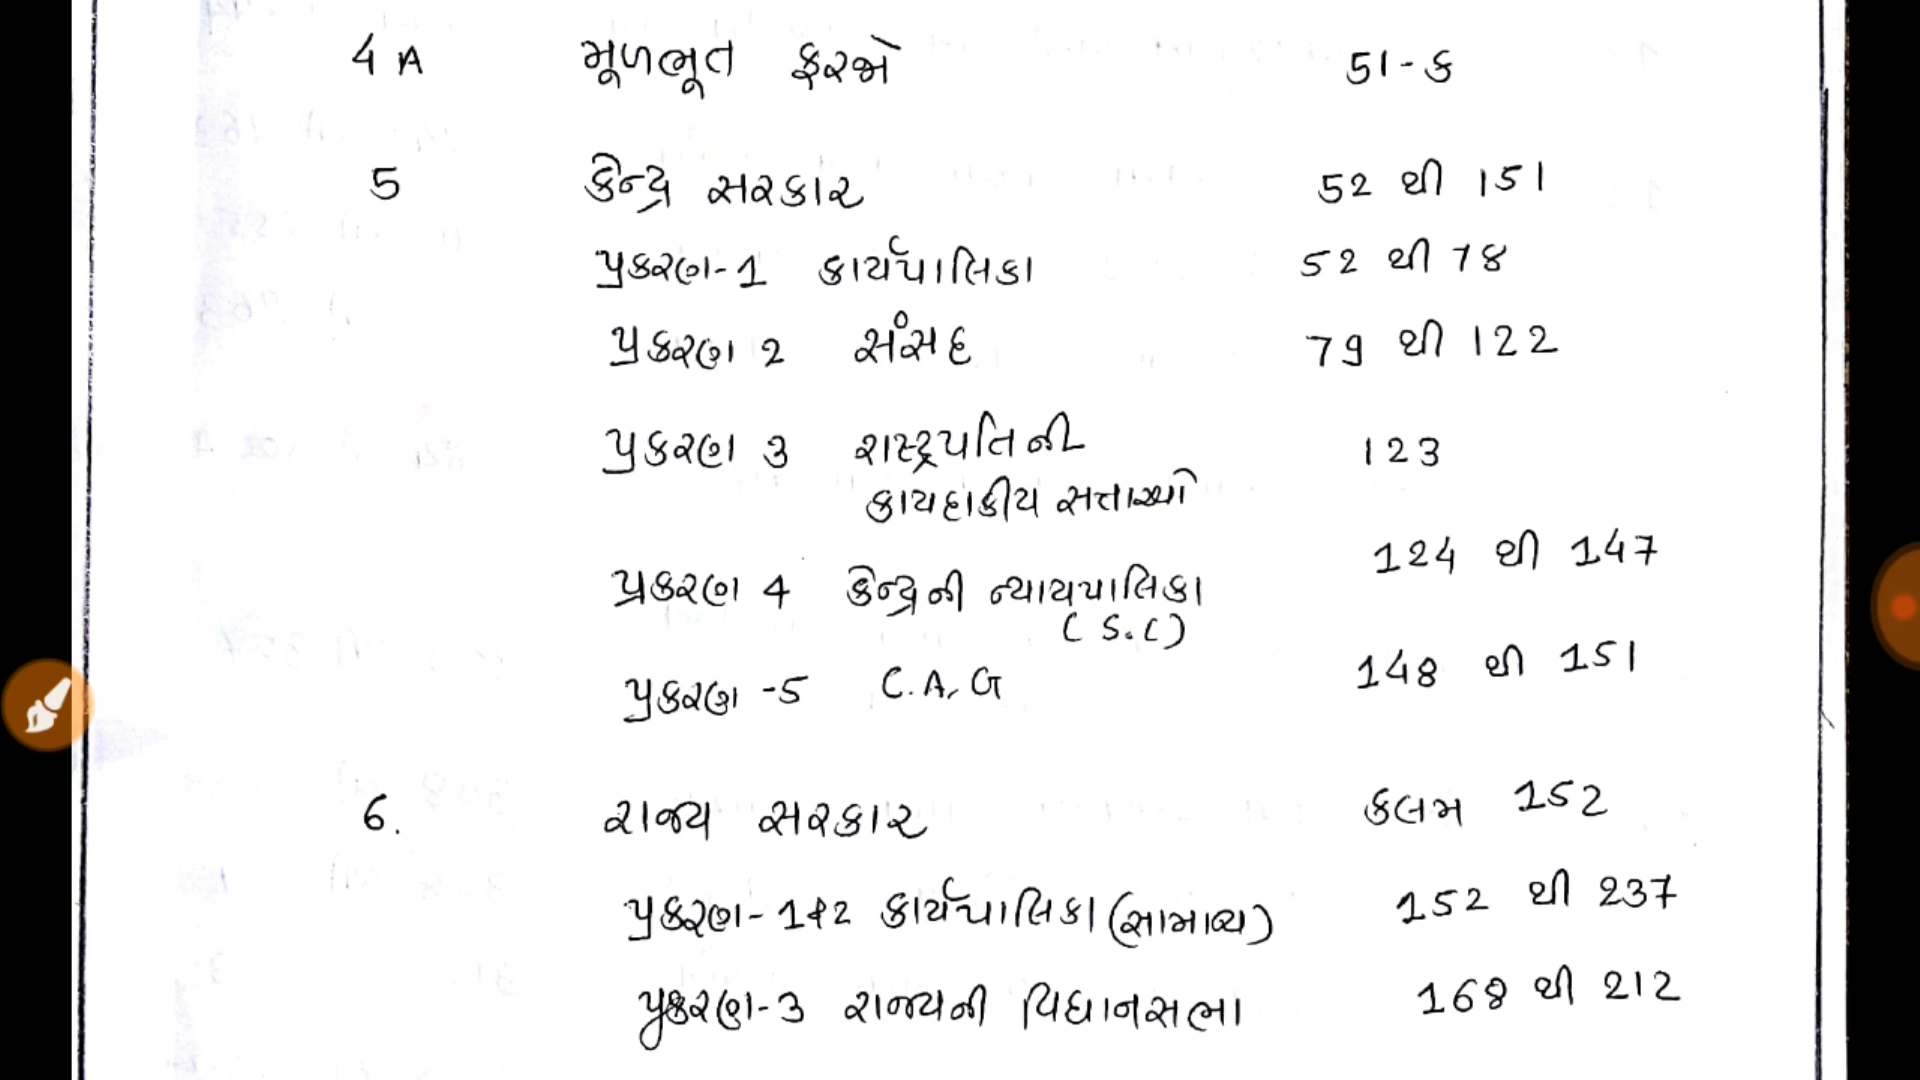 4 A મૂળભૂત ફરજો 51-ક
5 કેન્દ્ર સરકાર 52 થી 151
પ્રકરણ-1 કાર્યપાલિકા 52 થી 78
પ્રકરણ 2 સંસદ 79 થી 122
પ્રકરણ 3 રાષ્ટ્રપતિની 123
કાયદાકીય સત્તાઓ
પ્રકરણ 4 કેન્દ્રની ન્યાયપાલિકા 124 થી 147
(S.C)
પ્રકરણ -5 C.A.G 148 થી 151
6. રાજ્ય સરકાર કલમ 152
પ્રકરણ- 1&2 કાર્યપાલિકા (સામાન્ય) 152 થી 237
પ્રકરણ-3 રાજ્યની વિધાનસભા 168 થી 212